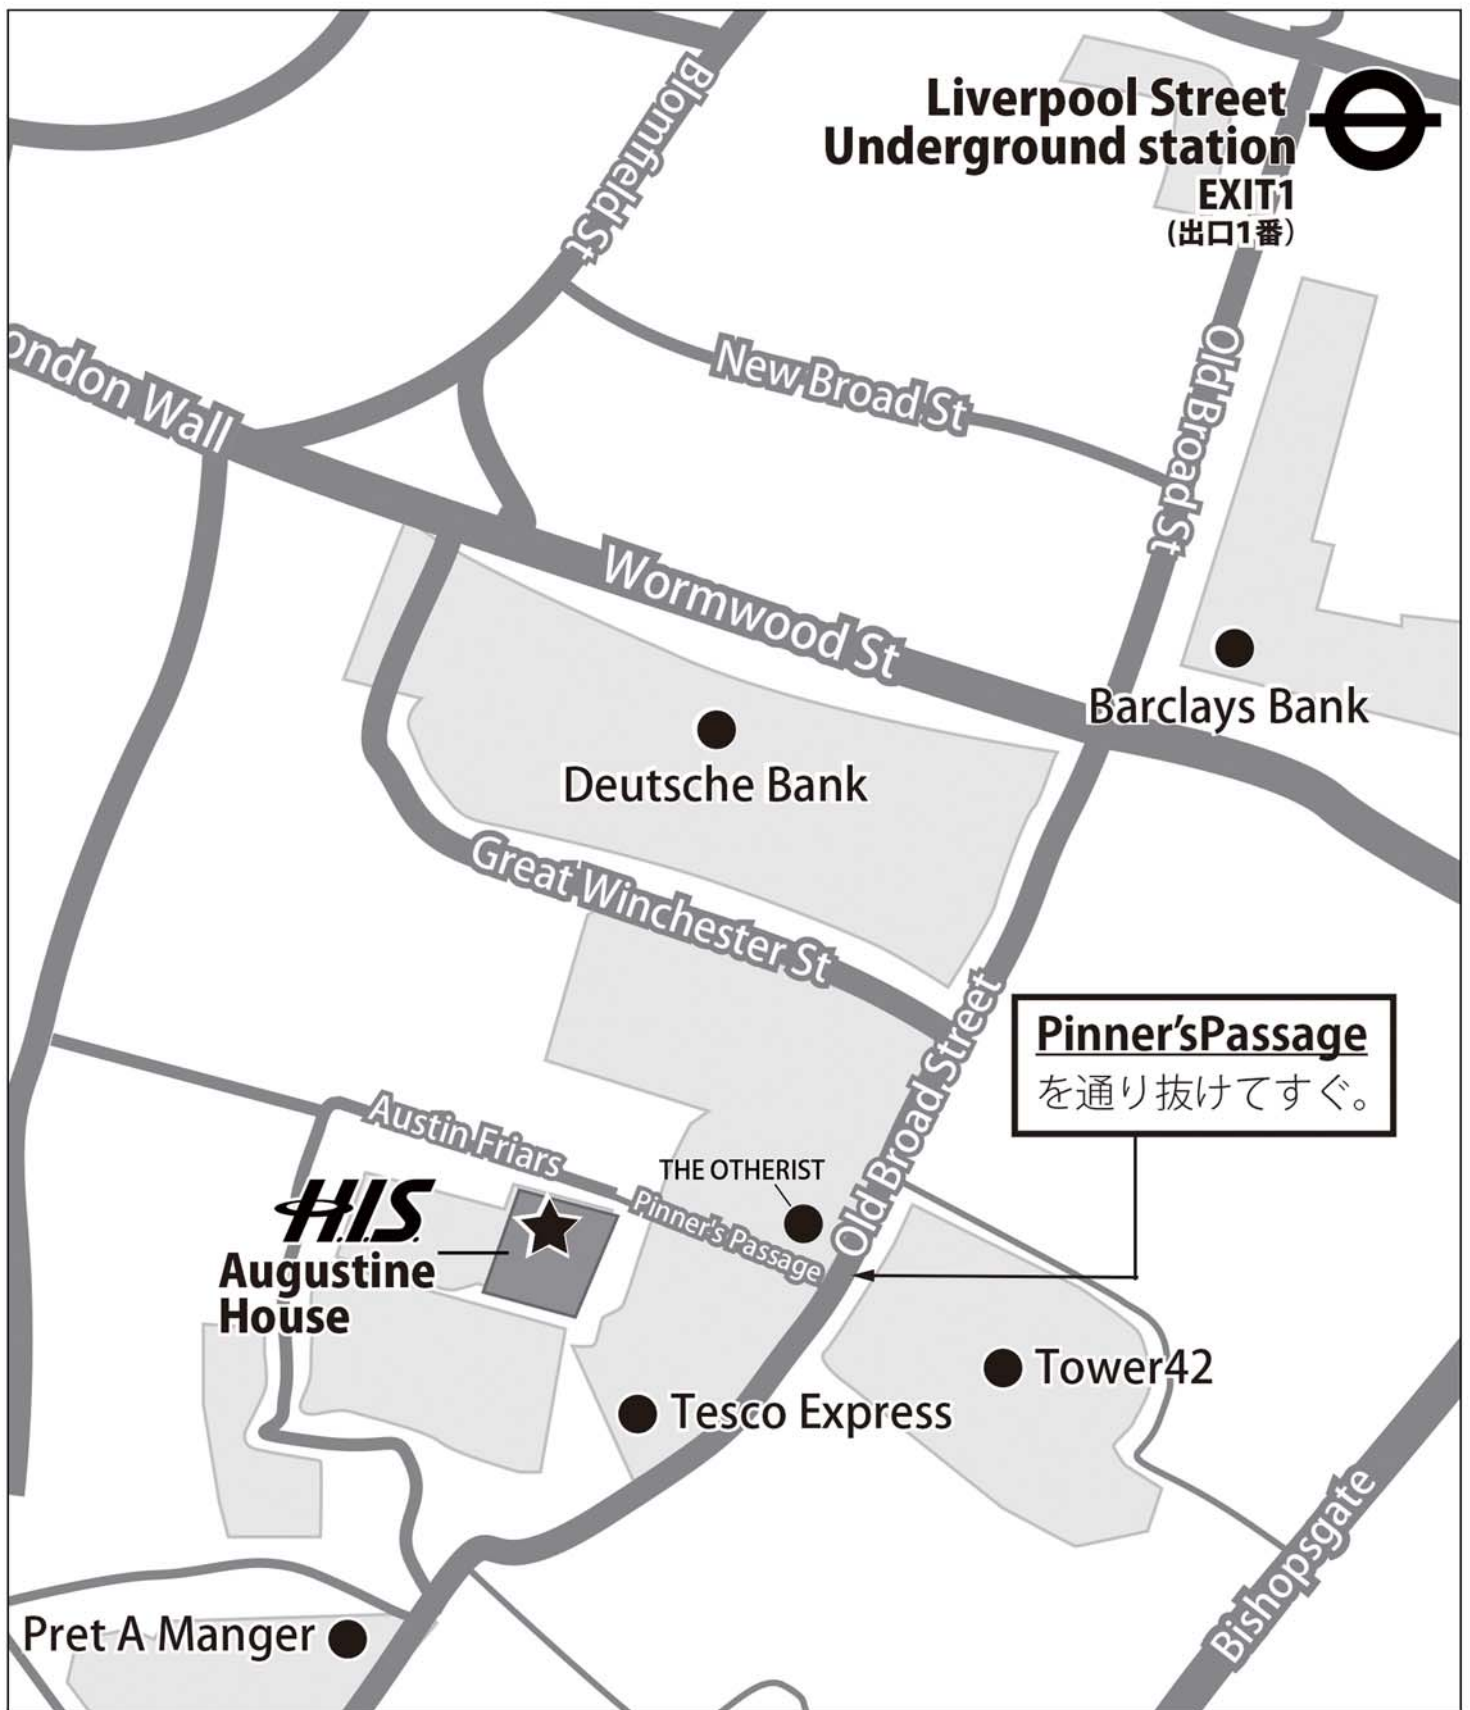 Blomfield St
Liverpool Street
Underground station
EXIT1
(出口1番)
ondon Wall
New Broad St
Old Broad St
Wormwood St
Barclays Bank
Deutsche Bank
Great Winchester St
Old Broad Street
Pinner'sPassage
を通り抜けてすぐ。
Austin Friars
THE OTHERIST
Pinner's Passage
H.I.S.
Augustine
House
Tower42
Tesco Express
Bishopsgate
Pret A Manger